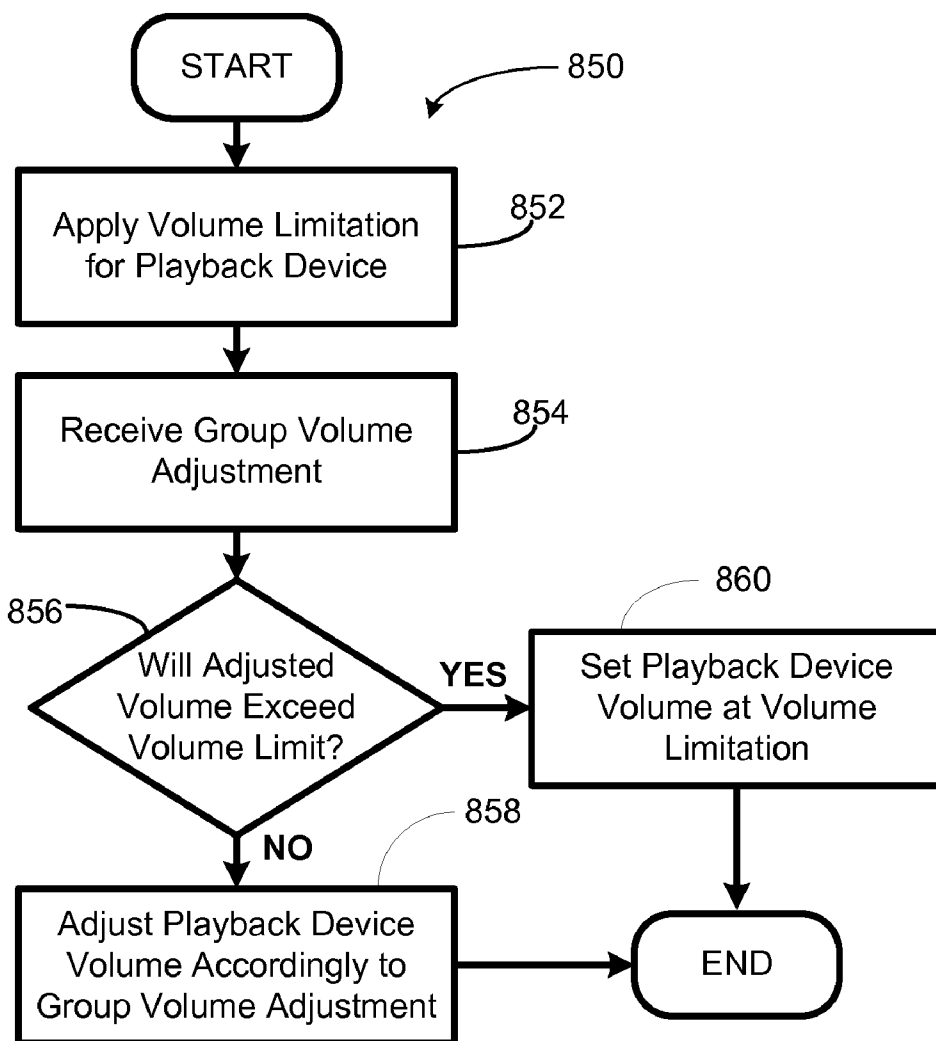 START
850
Apply Volume Limitation
for Playback Device
852
Receive Group Volume
Adjustment
854
856
Will Adjusted
Volume Exceed
Volume Limit?
YES
860
Set Playback Device
Volume at Volume
Limitation
NO
858
Adjust Playback Device
Volume Accordingly to
Group Volume Adjustment
END